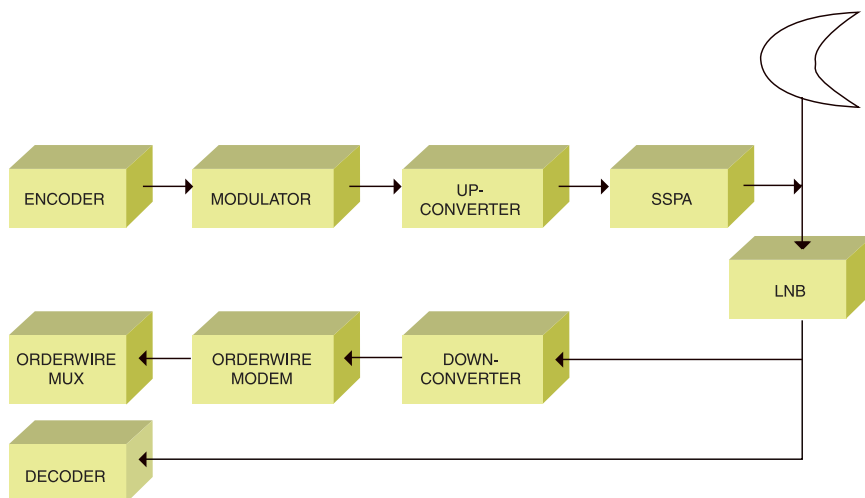 ENCODER
MODULATOR
UP-
CONVERTER
SSPA
LNB
ORDERWIRE
MUX
ORDERWIRE
MODEM
DOWN-
CONVERTER
DECODER